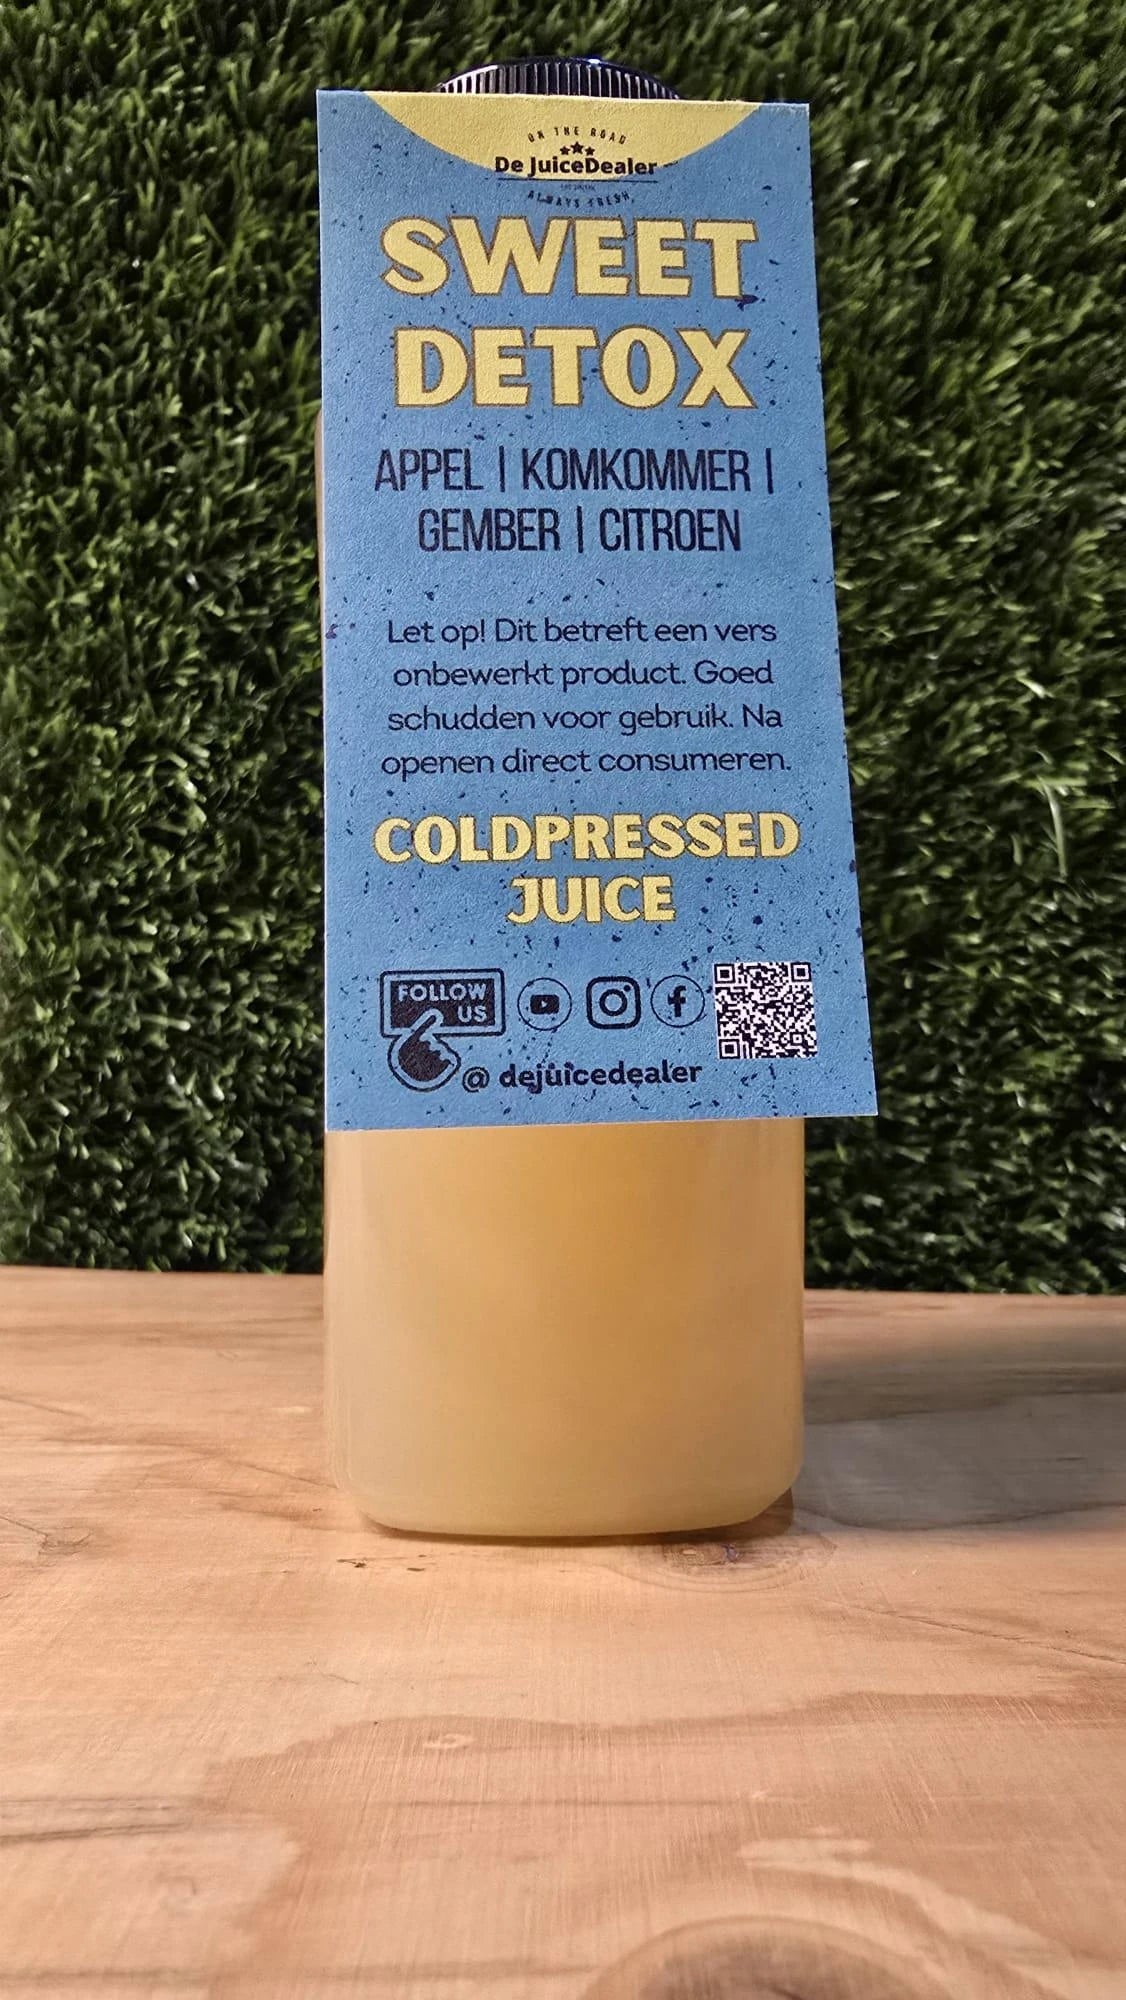 ON THE ROAD
De JuiceDealer
ALWAYS FRESH
SWEET
DETOX
APPEL | KOMKOMMER |
GEMBER | CITROEN
Let op! Dit betreft een vers
onbewerkt product. Goed
schudden voor gebruik. Na
openen direct consumeren.
COLDPRESSED
JUICE
FOLLOW
US
@ dejuicedealer